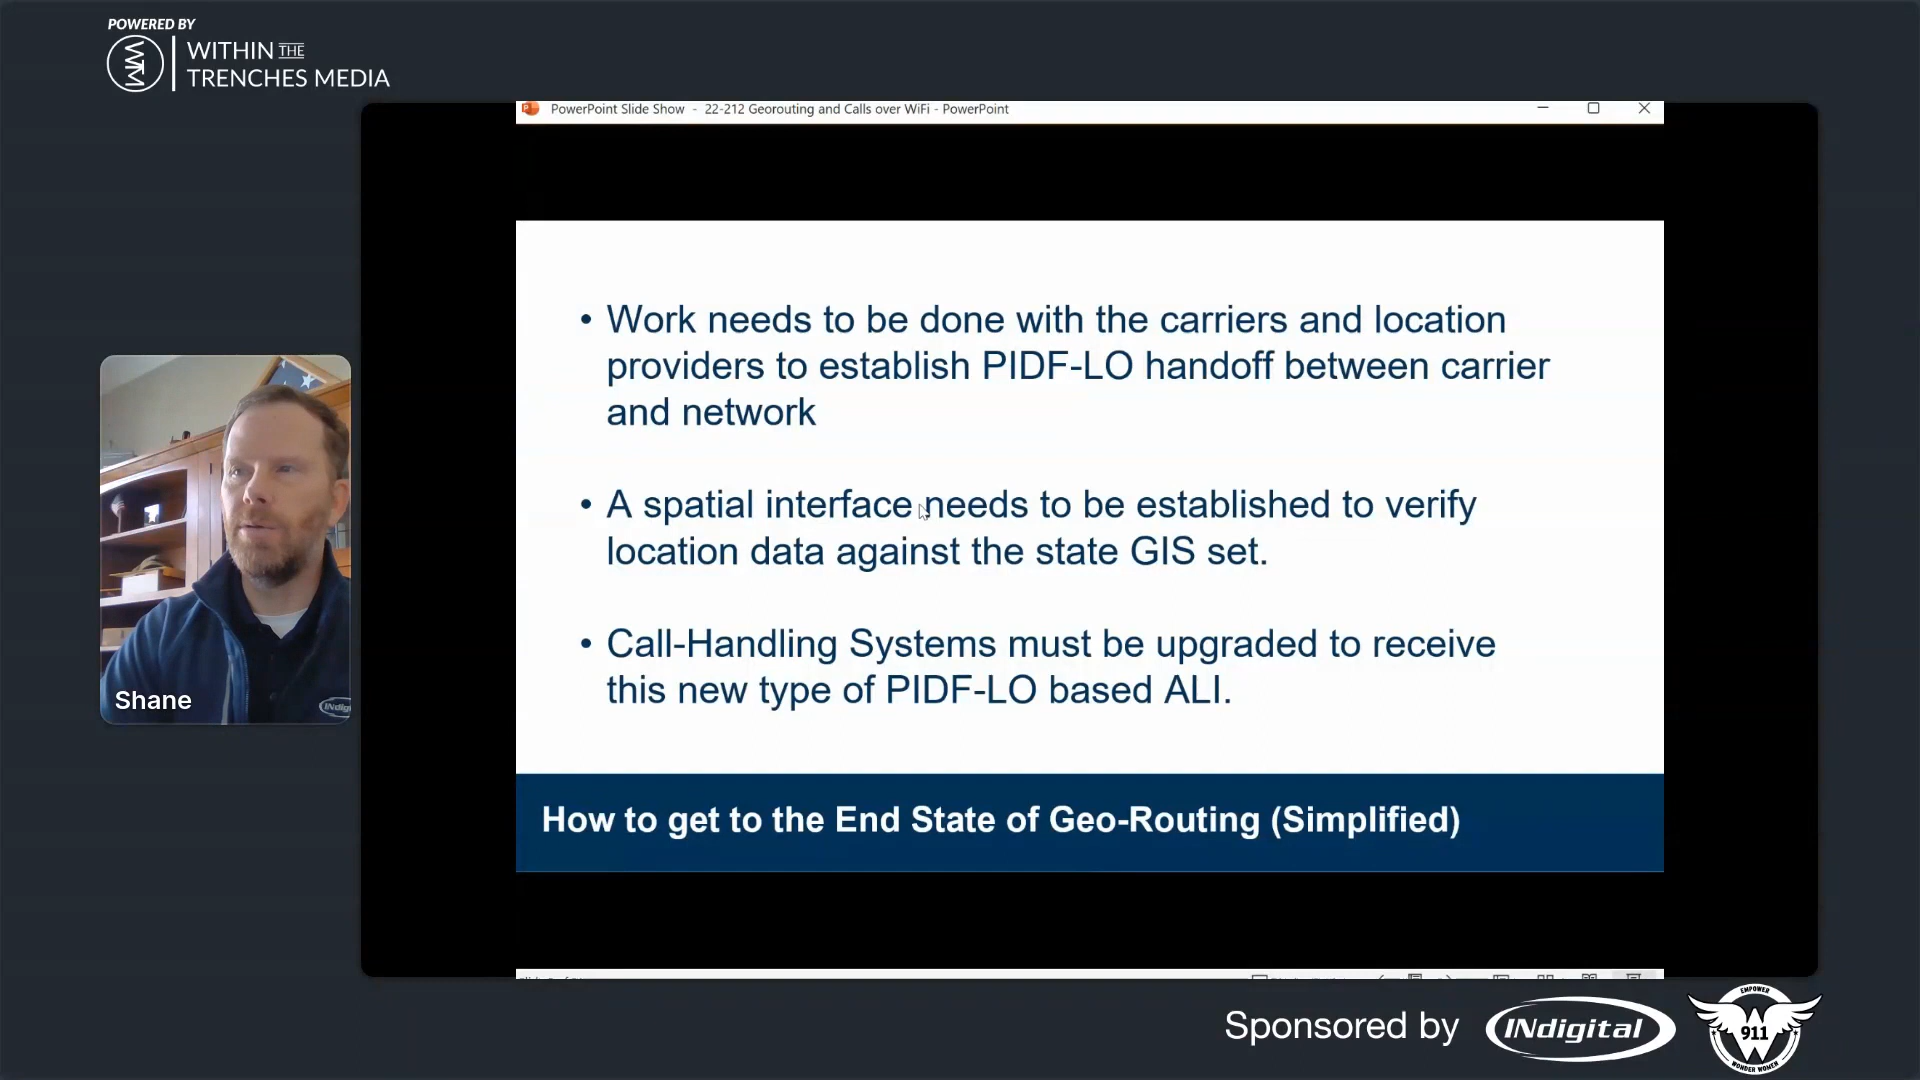 POWERED BY
WTM
WITHIN THE
TRENCHES MEDIA
PowerPoint Slide Show - 22-212 Georouting and Calls over WiFi - PowerPoint
• Work needs to be done with the carriers and location
providers to establish PIDF-LO handoff between carrier
and network
• A spatial interface needs to be established to verify
location data against the state GIS set.
• Call-Handling Systems must be upgraded to receive
this new type of PIDF-LO based ALI.
How to get to the End State of Geo-Routing (Simplified)
Shane
Sponsored by
INdigital
EMPOWER
W
911
WONDER WOMEN